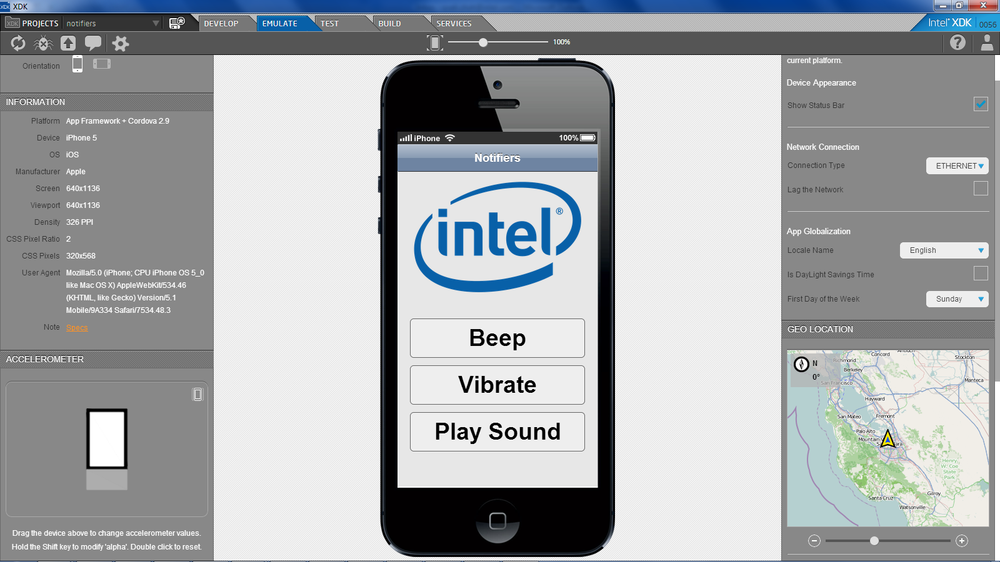 XDK
XDK
PROJECTS
notifiers
DEVELOP
EMULATE
TEST
BUILD
SERVICES
Intel® XDK
0056
100%
Orientation
INFORMATION
Platform App Framework + Cordova 2.9
Device iPhone 5
OS iOS
Manufacturer Apple
Screen 640x1136
Viewport 640x1136
Density 326 PPI
CSS Pixel Ratio 2
CSS Pixels 320x568
User Agent Mozilla/5.0 (iPhone; CPU iPhone OS 5_0
like Mac OS X) AppleWebKit/534.46
(KHTML, like Gecko) Version/5.1
Mobile/9A334 Safari/7534.48.3
Note Specs
ACCELEROMETER
Drag the device above to change accelerometer values.
Hold the Shift key to modify 'alpha'. Double click to reset.
iPhone 100%
Notifiers
intel®
Beep
Vibrate
Play Sound
current platform.
Device Appearance
Show Status Bar
Network Connection
Connection Type ETHERNET
Lag the Network
App Globalization
Locale Name English
Is DayLight Savings Time
First Day of the Week Sunday
GEO LOCATION
N
0°
Concord
Antioch
Stockton
Richmond
Berkeley
Manteca
San Francisco
Hayward
San Mateo
Fremont
Palo Alto
Mountain
Henry
W. Coe
State
Park
Gilroy
Santa Cruz
Watsonville